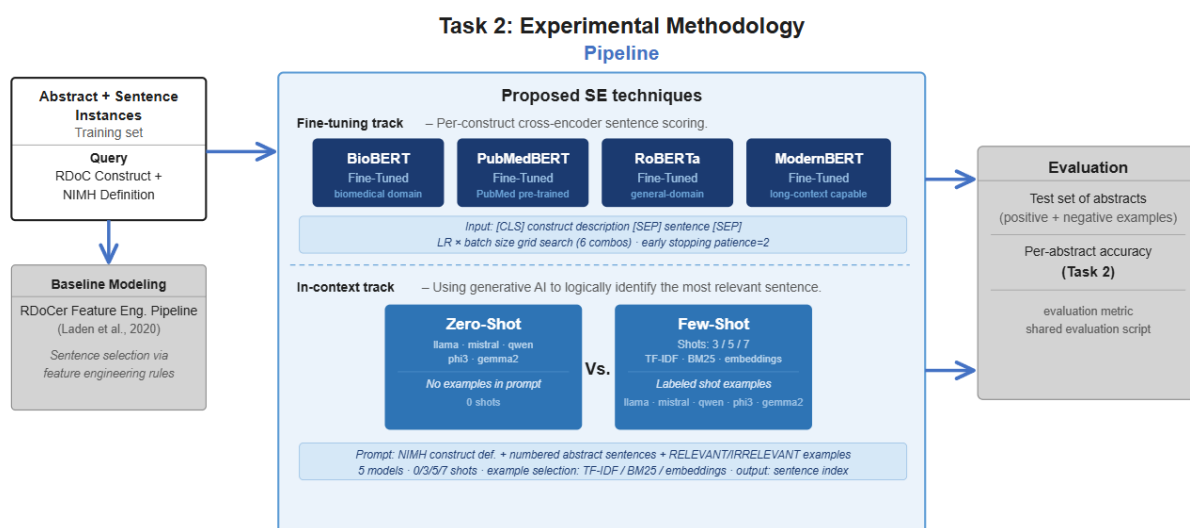 Task 2: Experimental Methodology
Pipeline
Abstract + Sentence
Instances
Training set
Query
RDoC Construct +
NIMH Definition
Baseline Modeling
RDoCer Feature Eng. Pipeline
(Laden et al., 2020)
Sentence selection via
feature engineering rules
Proposed SE techniques
Fine-tuning track – Per-construct cross-encoder sentence scoring.
BioBERT
Fine-Tuned
biomedical domain
PubMedBERT
Fine-Tuned
PubMed pre-trained
RoBERTa
Fine-Tuned
general-domain
ModernBERT
Fine-Tuned
long-context capable
Input: [CLS] construct description [SEP] sentence [SEP]
LR × batch size grid search (6 combos) · early stopping patience=2
In-context track – Using generative AI to logically identify the most relevant sentence.
Zero-Shot
llama · mistral · qwen
phi3 · gemma2
No examples in prompt
0 shots
Vs.
Few-Shot
Shots: 3 / 5 / 7
TF-IDF · BM25 · embeddings
Labeled shot examples
llama · mistral · qwen · phi3 · gemma2
Prompt: NIMH construct def. + numbered abstract sentences + RELEVANT/IRRELEVANT examples
5 models · 0/3/5/7 shots · example selection: TF-IDF / BM25 / embeddings · output: sentence index
Evaluation
Test set of abstracts
(positive + negative examples)
Per-abstract accuracy
(Task 2)
evaluation metric
shared evaluation script